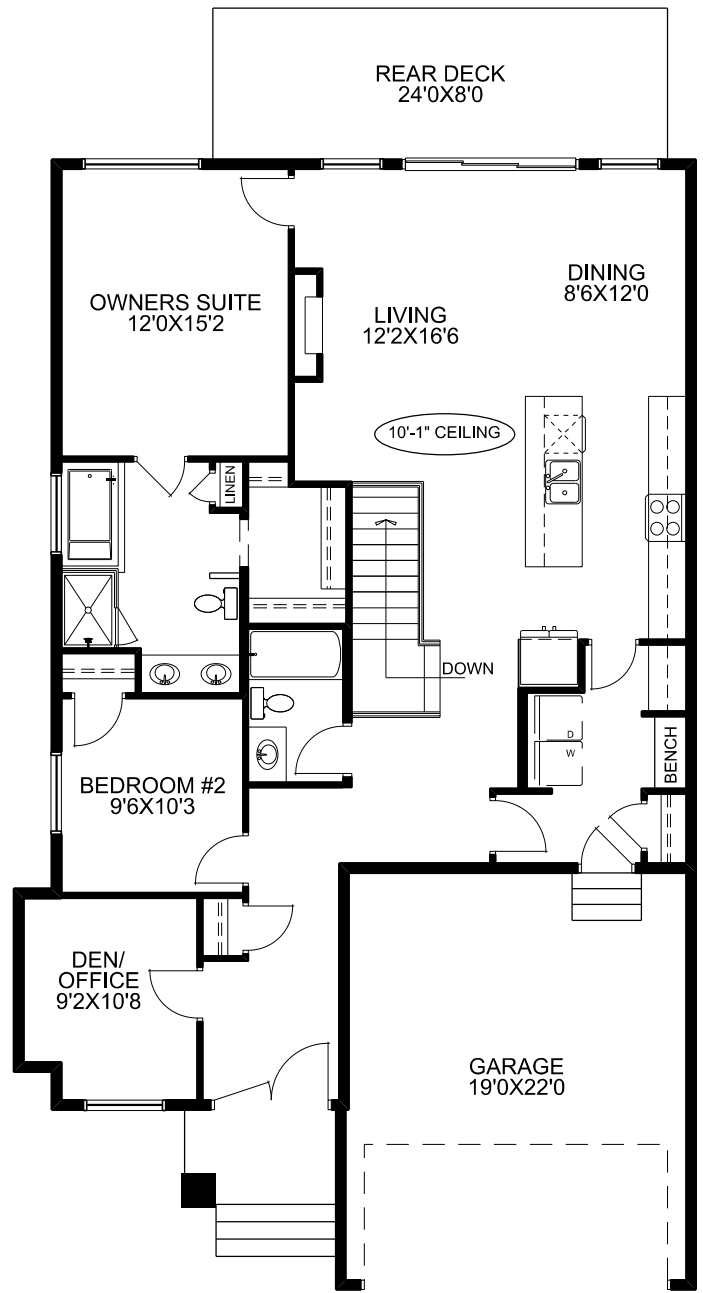 REAR DECK
24'0X8'0
OWNERS SUITE
12'0X15'2
LIVING
12'2X16'6
DINING
8'6X12'0
10'-1" CEILING
LINEN
DOWN
D
W
BENCH
BEDROOM #2
9'6X10'3
DEN/
OFFICE
9'2X10'8
GARAGE
19'0X22'0